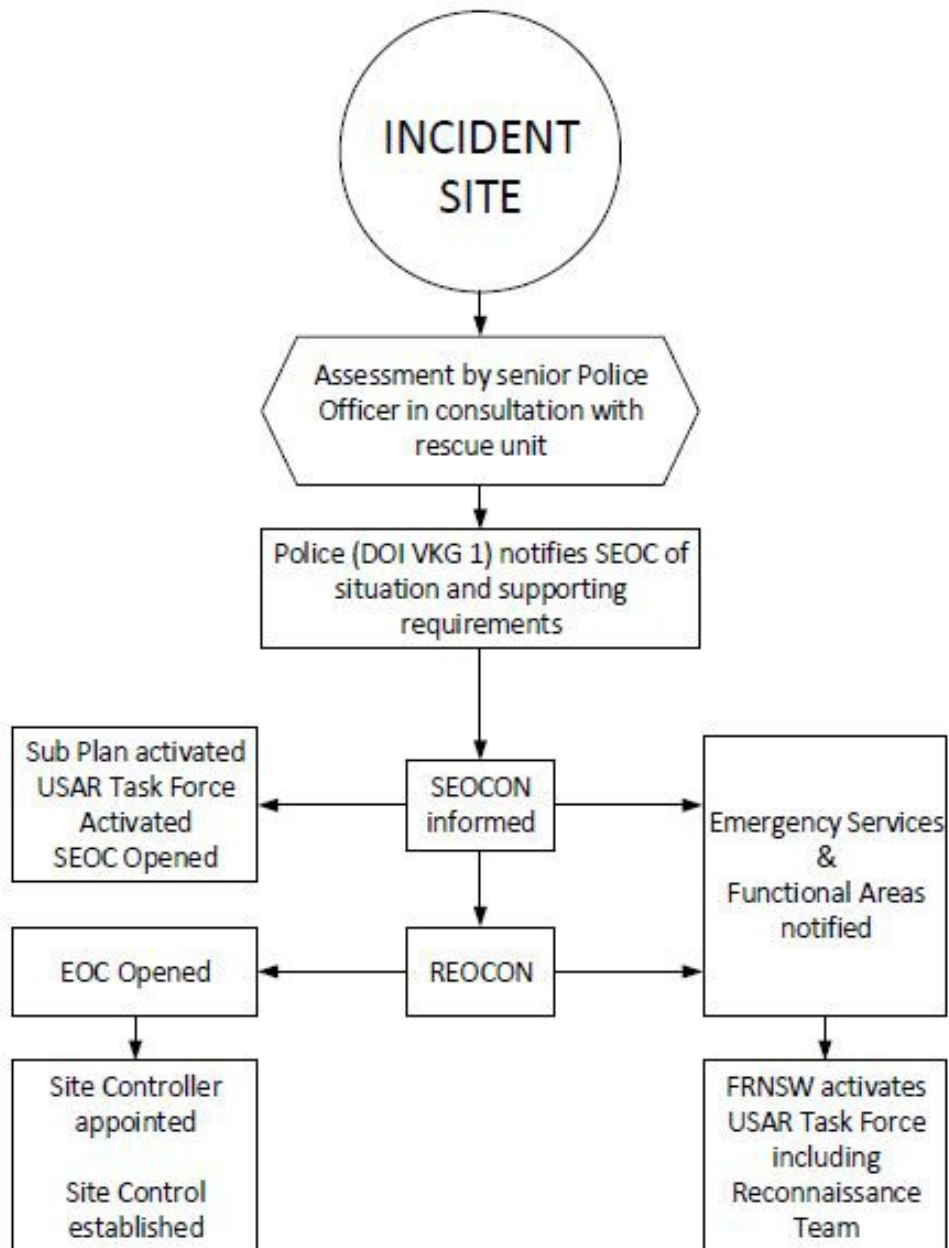 INCIDENT
SITE
Assessment by senior Police
Officer in consultation with
rescue unit
Police (DOI VKG 1) notifies SEOC of
situation and supporting
requirements
Sub Plan activated
USAR Task Force
Activated
SEOC Opened
SEOCON
informed
Emergency Services
&
Functional Areas
notified
EOC Opened
REOCON
Site Controller
appointed
Site Control
established
FRNSW activates
USAR Task Force
including
Reconnaissance
Team